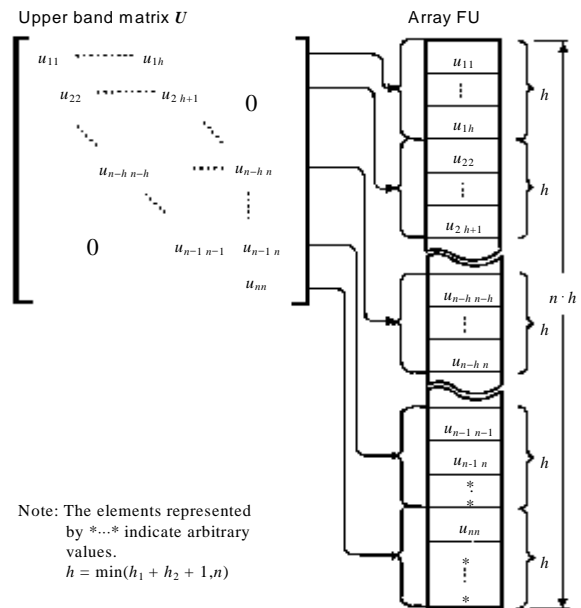 Upper band matrix U
Array FU
u11 u1h
u22 u2 h+1
0
un–h n–h un–h n
0
un–1 n–1 un–1 n
unn
u11
u1h
h
u22
u2 h+1
h
un–h n–h
un–h n
h
un–1 n–1
un-1 n
*
*
h
unn
*
*
h
n · h
Note: The elements represented
by *···* indicate arbitrary
values.
h = min(h1 + h2 + 1,n)